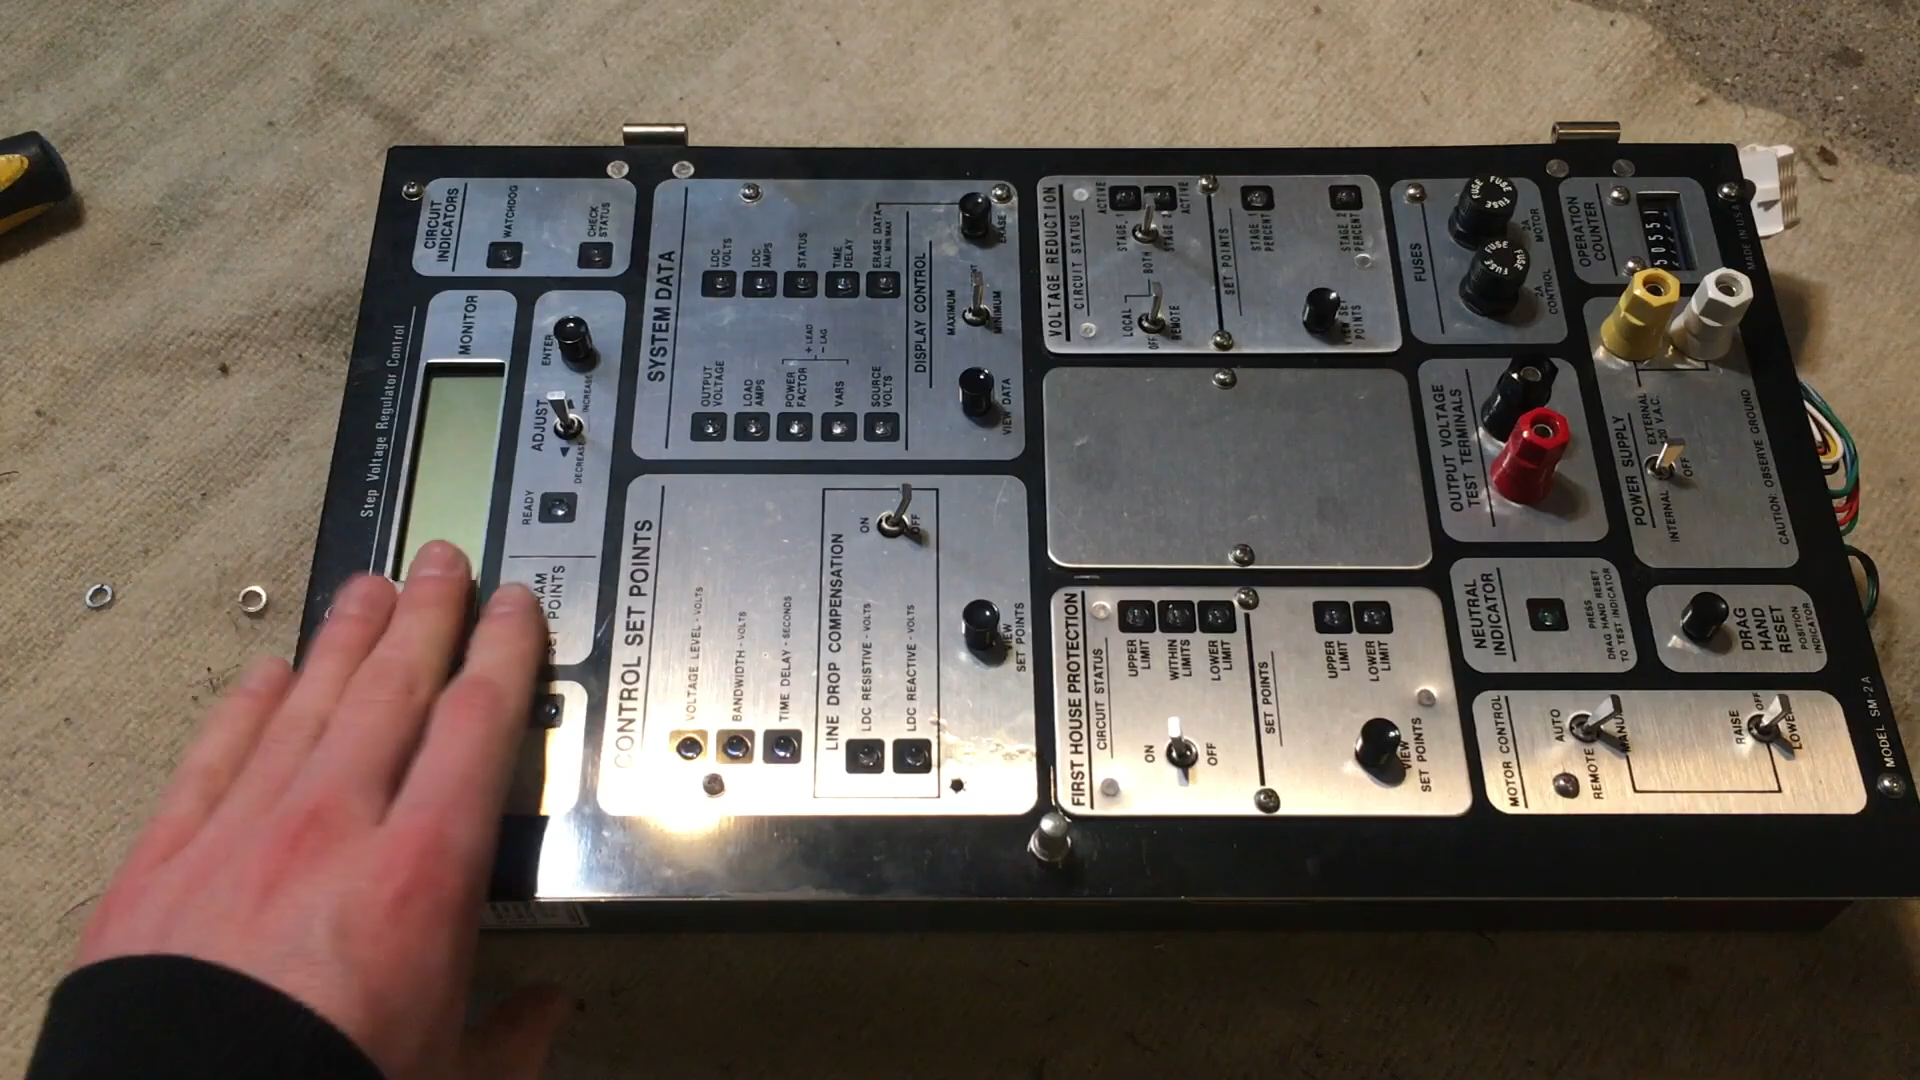 Step Voltage Regulator Control
CIRCUIT
INDICATORS
WATCHDOG
CHECK
STATUS
MONITOR
ENTER
ADJUST
INCREASE
DECREASE
READY
SYSTEM DATA
LDC
VOLTS
LDC
AMPS
STATUS
TIME
DELAY
ERASE DATA
ALL MIN/MAX
ERASE
OUTPUT
VOLTAGE
LOAD
AMPS
POWER
FACTOR
+ LEAD
- LAG
VARS
SOURCE
VOLTS
DISPLAY CONTROL
MAXIMUM
MINIMUM
VIEW DATA
CONTROL SET POINTS
VOLTAGE LEVEL - VOLTS
BANDWIDTH - VOLTS
TIME DELAY - SECONDS
LINE DROP COMPENSATION
ON
OFF
LDC RESISTIVE - VOLTS
LDC REACTIVE - VOLTS
VIEW
SET POINTS
VOLTAGE REDUCTION
CIRCUIT STATUS
ACTIVE
STAGE 1
BOTH
STAGE 2
ACTIVE
LOCAL
OFF
REMOTE
SET POINTS
STAGE 1
PERCENT
STAGE 2
PERCENT
VIEW SET
POINTS
FIRST HOUSE PROTECTION
CIRCUIT STATUS
UPPER
LIMIT
WITHIN
LIMITS
LOWER
LIMIT
ON
OFF
SET POINTS
UPPER
LIMIT
LOWER
LIMIT
VIEW
SET POINTS
FUSES
FUSE FUSE FUSE
2A
MOTOR
FUSE FUSE FUSE
2A
CONTROL
OPERATION
COUNTER
MADE IN USA
OUTPUT VOLTAGE
TEST TERMINALS
POWER SUPPLY
INTERNAL
EXTERNAL
120 V.A.C.
OFF
CAUTION: OBSERVE GROUND
NEUTRAL
INDICATOR
PRESS
DRAG HAND RESET
TO TEST INDICATOR
DRAG
HAND
RESET
POSITION
INDICATOR
MOTOR CONTROL
AUTO
REMOTE
MANUAL
RAISE
OFF
LOWER
MODEL SM-2A